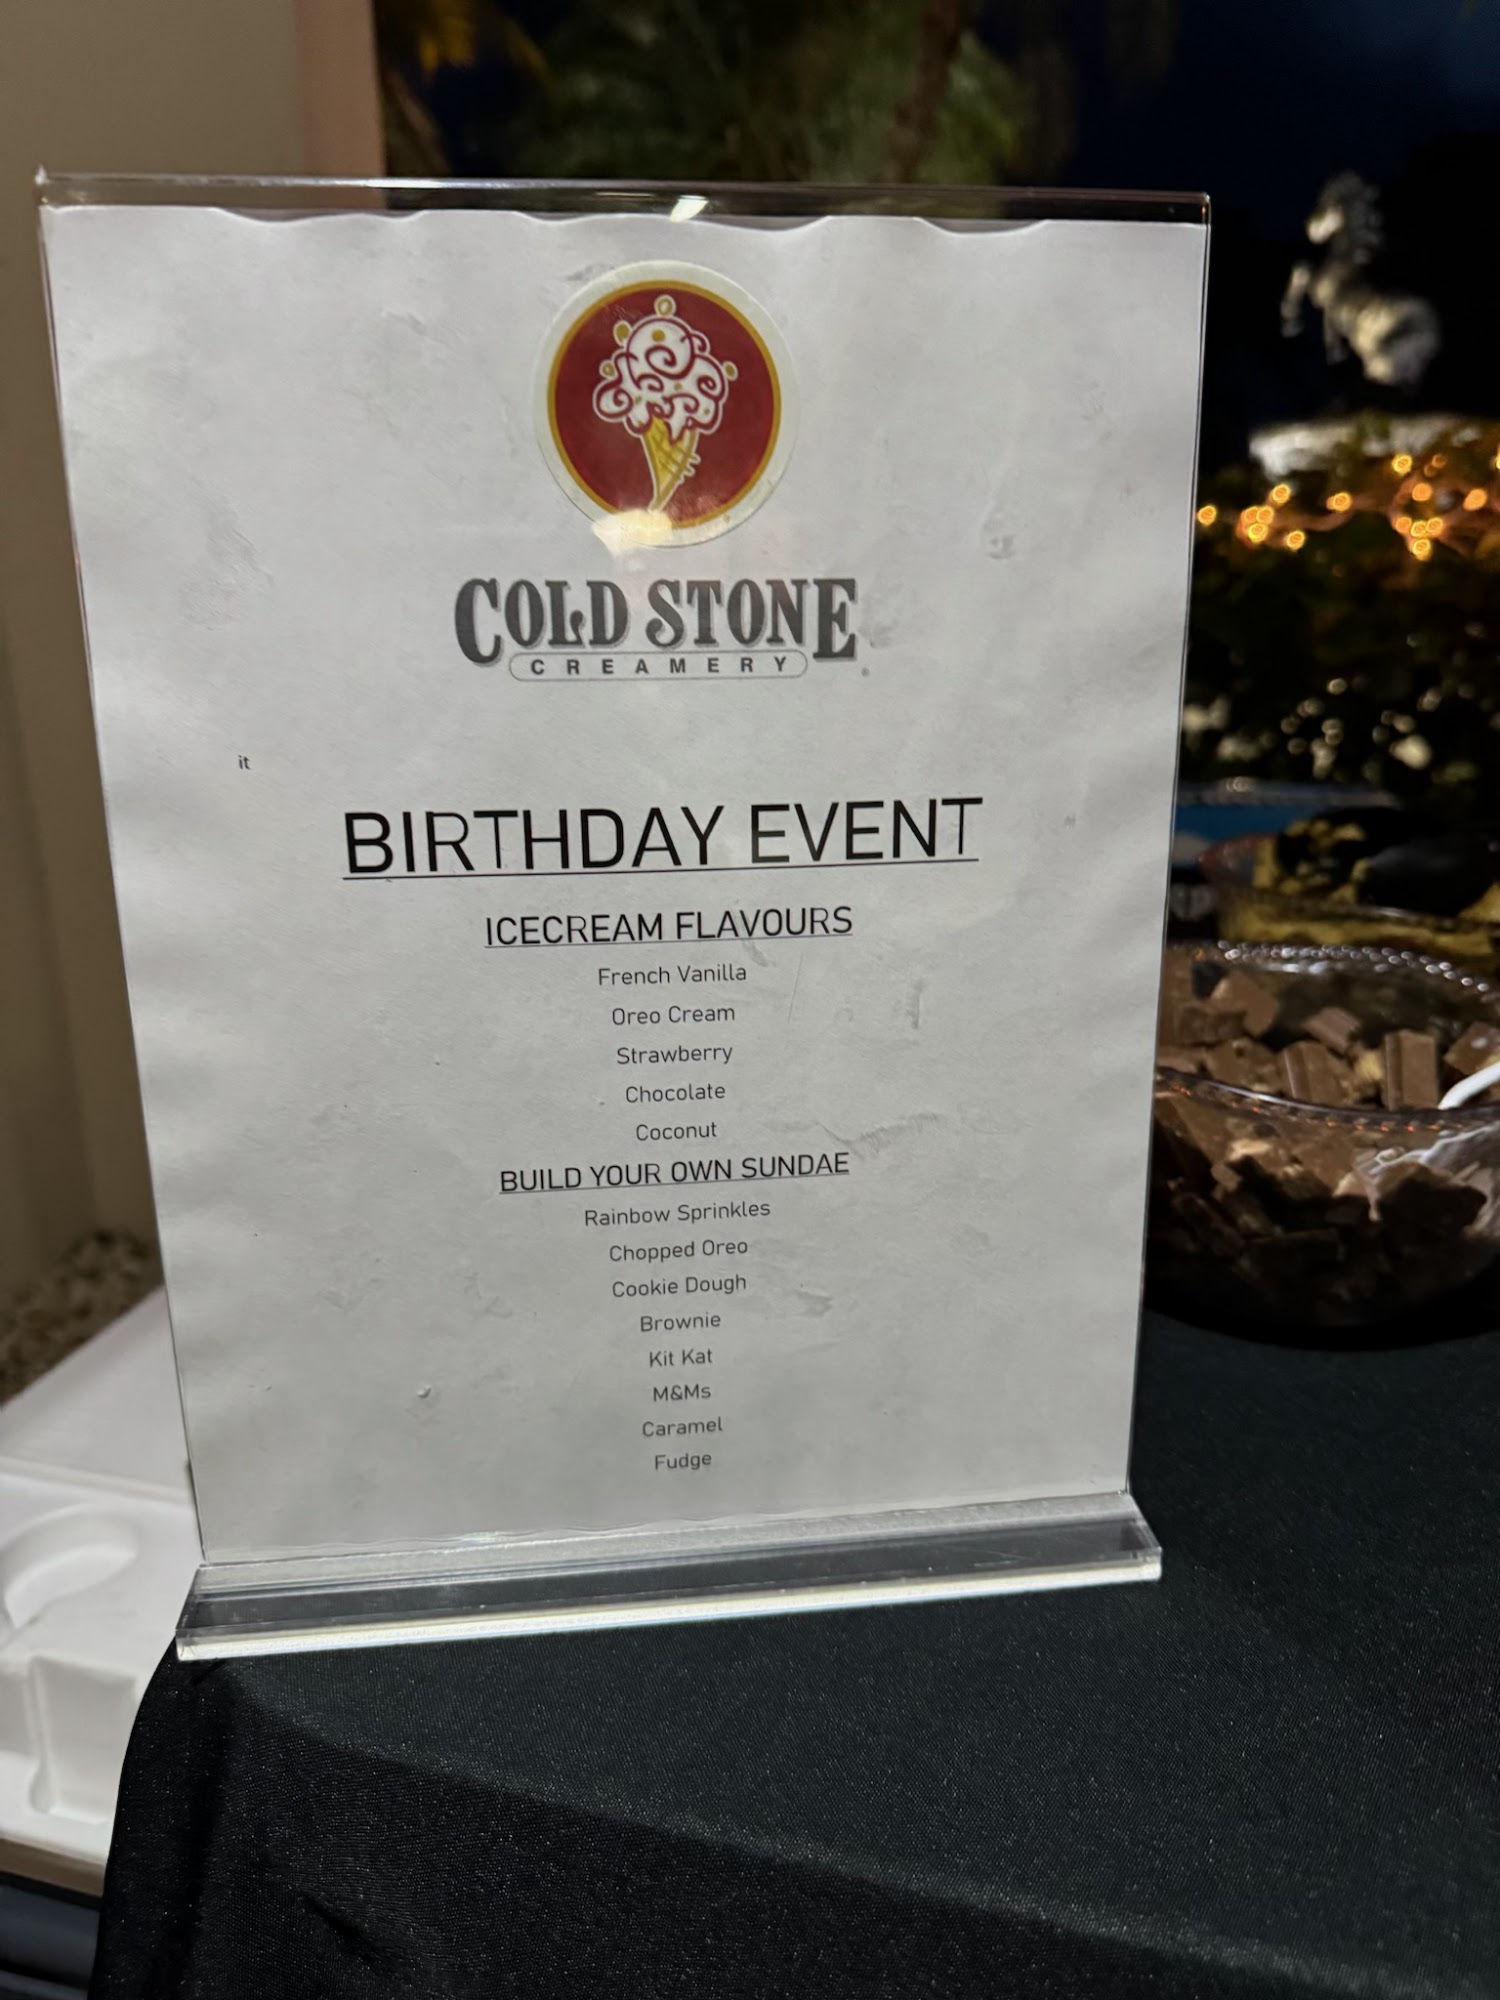 COLD STONE
CREAMERY
it
BIRTHDAY EVENT
ICECREAM FLAVOURS
French Vanilla
Oreo Cream
Strawberry
Chocolate
Coconut
BUILD YOUR OWN SUNDAE
Rainbow Sprinkles
Chopped Oreo
Cookie Dough
Brownie
Kit Kat
M&Ms
Caramel
Fudge